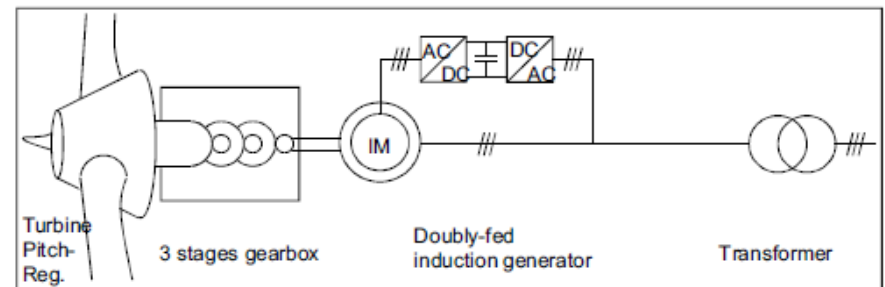 AC
DC
DC
AC
IM
Turbine
Pitch-
Reg.
3 stages gearbox
Doubly-fed
induction generator
Transformer